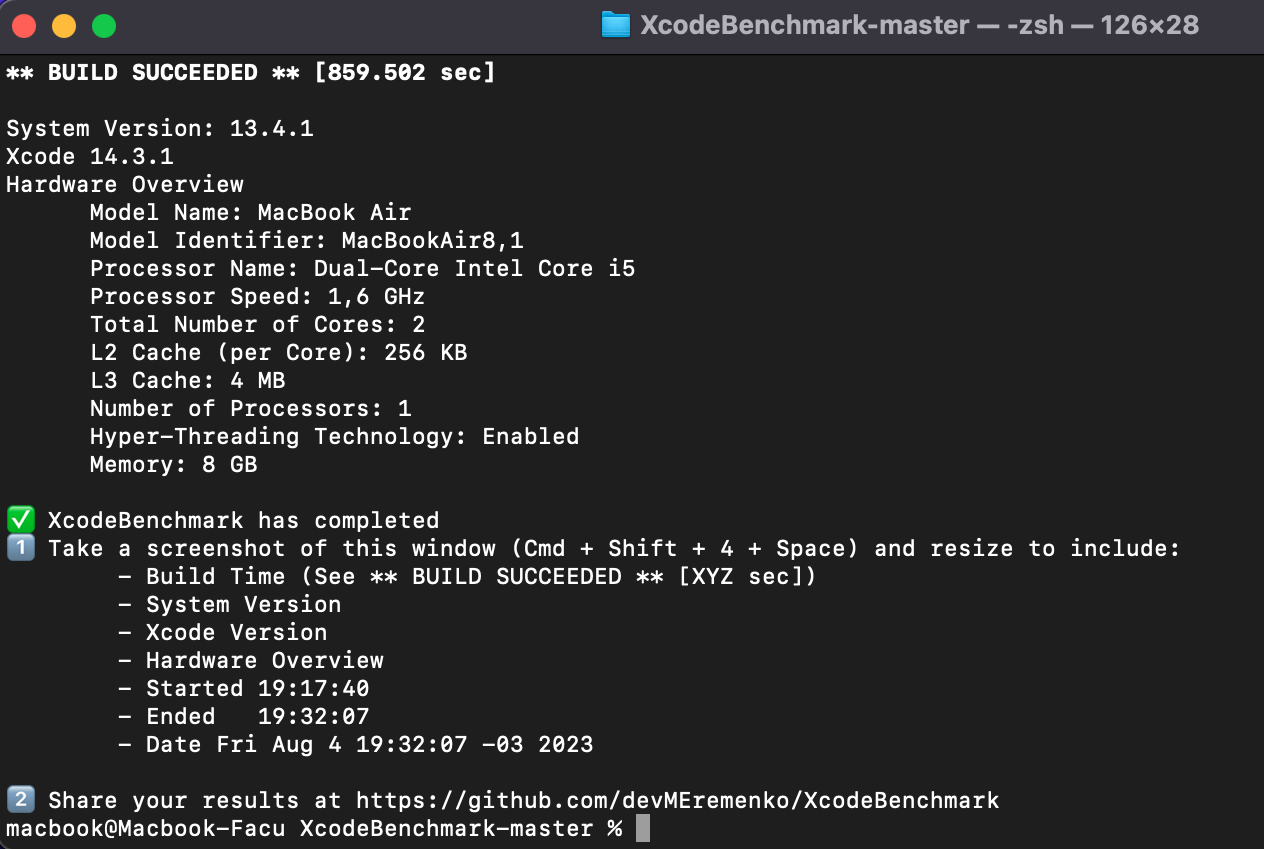 XcodeBenchmark-master — -zsh — 126×28
** BUILD SUCCEEDED ** [859.502 sec]
System Version: 13.4.1
Xcode 14.3.1
Hardware Overview
Model Name: MacBook Air
Model Identifier: MacBookAir8,1
Processor Name: Dual-Core Intel Core i5
Processor Speed: 1,6 GHz
Total Number of Cores: 2
L2 Cache (per Core): 256 KB
L3 Cache: 4 MB
Number of Processors: 1
Hyper-Threading Technology: Enabled
Memory: 8 GB
✅ XcodeBenchmark has completed
1️⃣ Take a screenshot of this window (Cmd + Shift + 4 + Space) and resize to include:
- Build Time (See ** BUILD SUCCEEDED ** [XYZ sec])
- System Version
- Xcode Version
- Hardware Overview
- Started 19:17:40
- Ended   19:32:07
- Date Fri Aug 4 19:32:07 -03 2023
2️⃣ Share your results at https://github.com/devMEremenko/XcodeBenchmark
macbook@Macbook-Facu XcodeBenchmark-master %